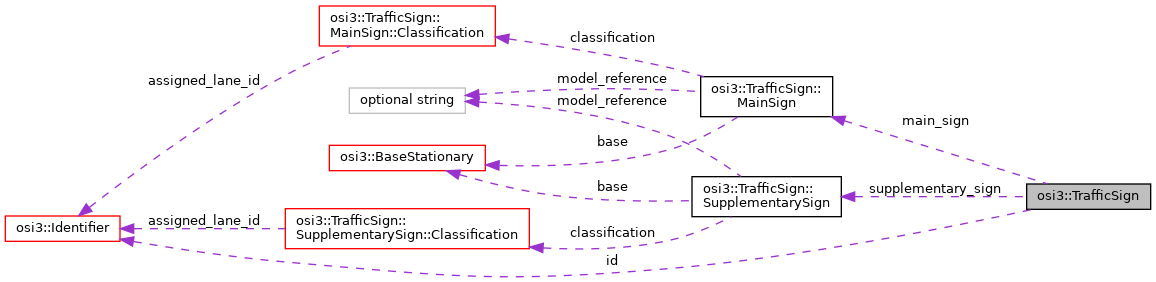 osi3::TrafficSign::
MainSign::Classification
classification
assigned_lane_id
model_reference
optional string
model_reference
osi3::TrafficSign::
MainSign
main_sign
base
osi3::BaseStationary
base
osi3::TrafficSign::
SupplementarySign
supplementary_sign
osi3::TrafficSign
osi3::Identifier
assigned_lane_id
osi3::TrafficSign::
SupplementarySign::Classification
classification
id